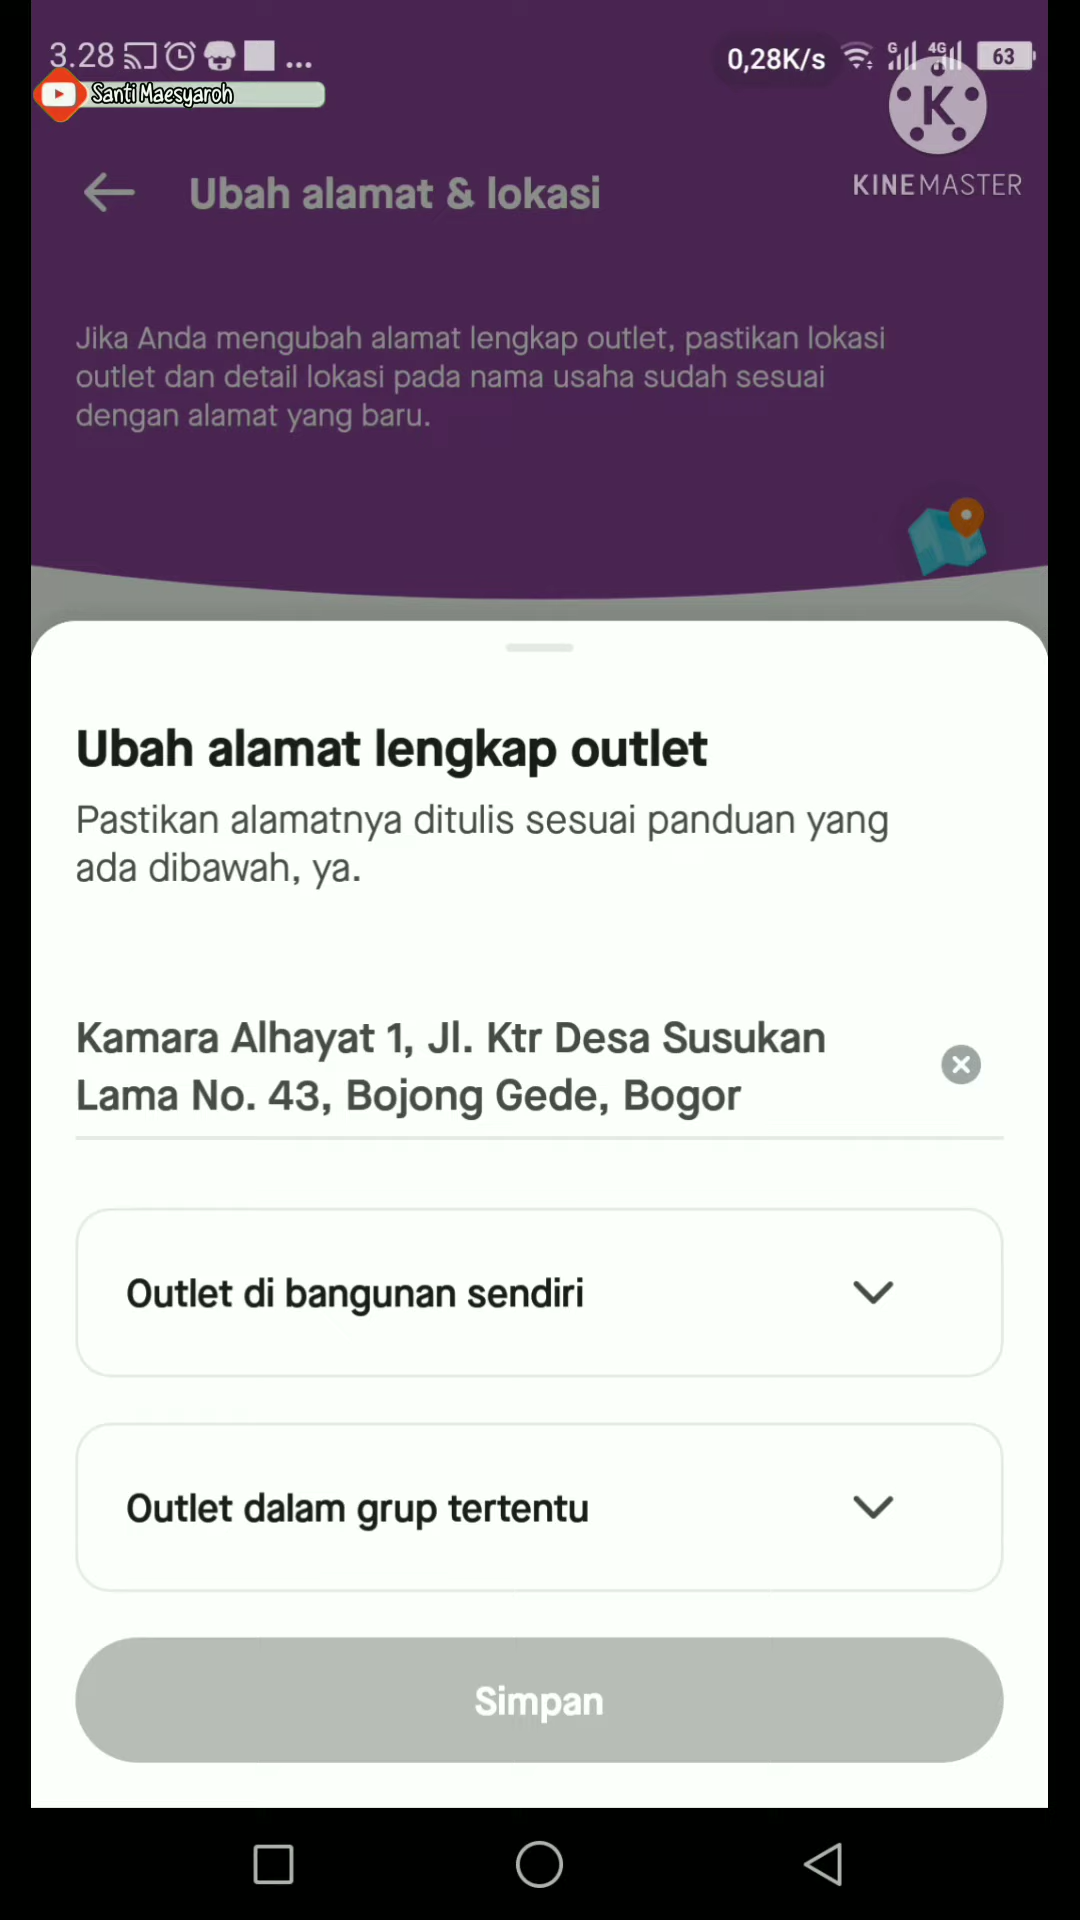 3.28 ...
0,28K/s G 4G 63
Santi Maesyaroh
K
KINEMASTER
Ubah alamat & lokasi
Jika Anda mengubah alamat lengkap outlet, pastikan lokasi
outlet dan detail lokasi pada nama usaha sudah sesuai
dengan alamat yang baru.
Ubah alamat lengkap outlet
Pastikan alamatnya ditulis sesuai panduan yang
ada dibawah, ya.
Kamara Alhayat 1, Jl. Ktr Desa Susukan
Lama No. 43, Bojong Gede, Bogor
Outlet di bangunan sendiri
Outlet dalam grup tertentu
Simpan